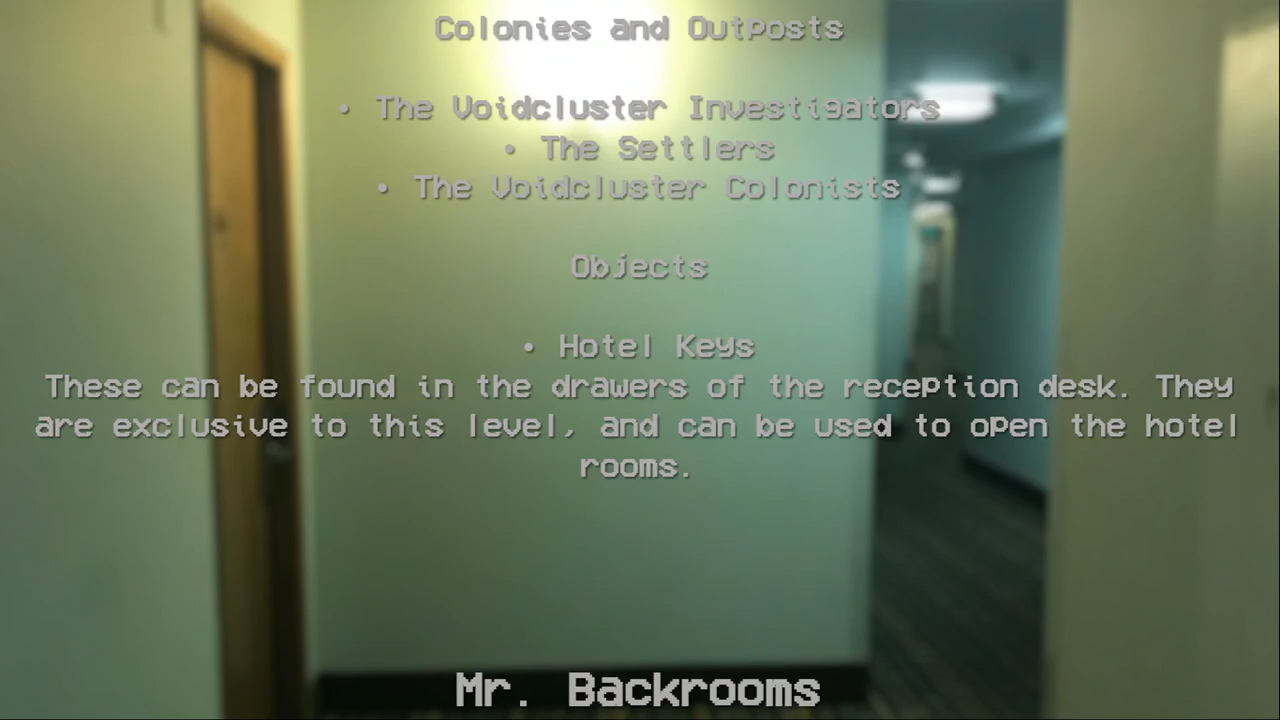 Colonies and Outposts
• The Voidcluster Investigators
• The Settlers
• The Voidcluster Colonists
Objects
• Hotel Keys
These can be found in the drawers of the reception desk. They
are exclusive to this level, and can be used to open the hotel
rooms.
Mr. Backrooms